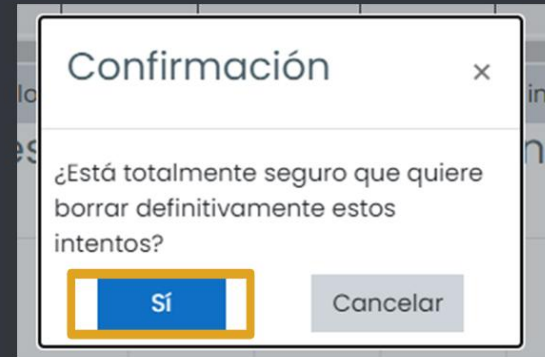 Confirmación ×
¿Está totalmente seguro que quiere
borrar definitivamente estos
intentos?
Sí Cancelar